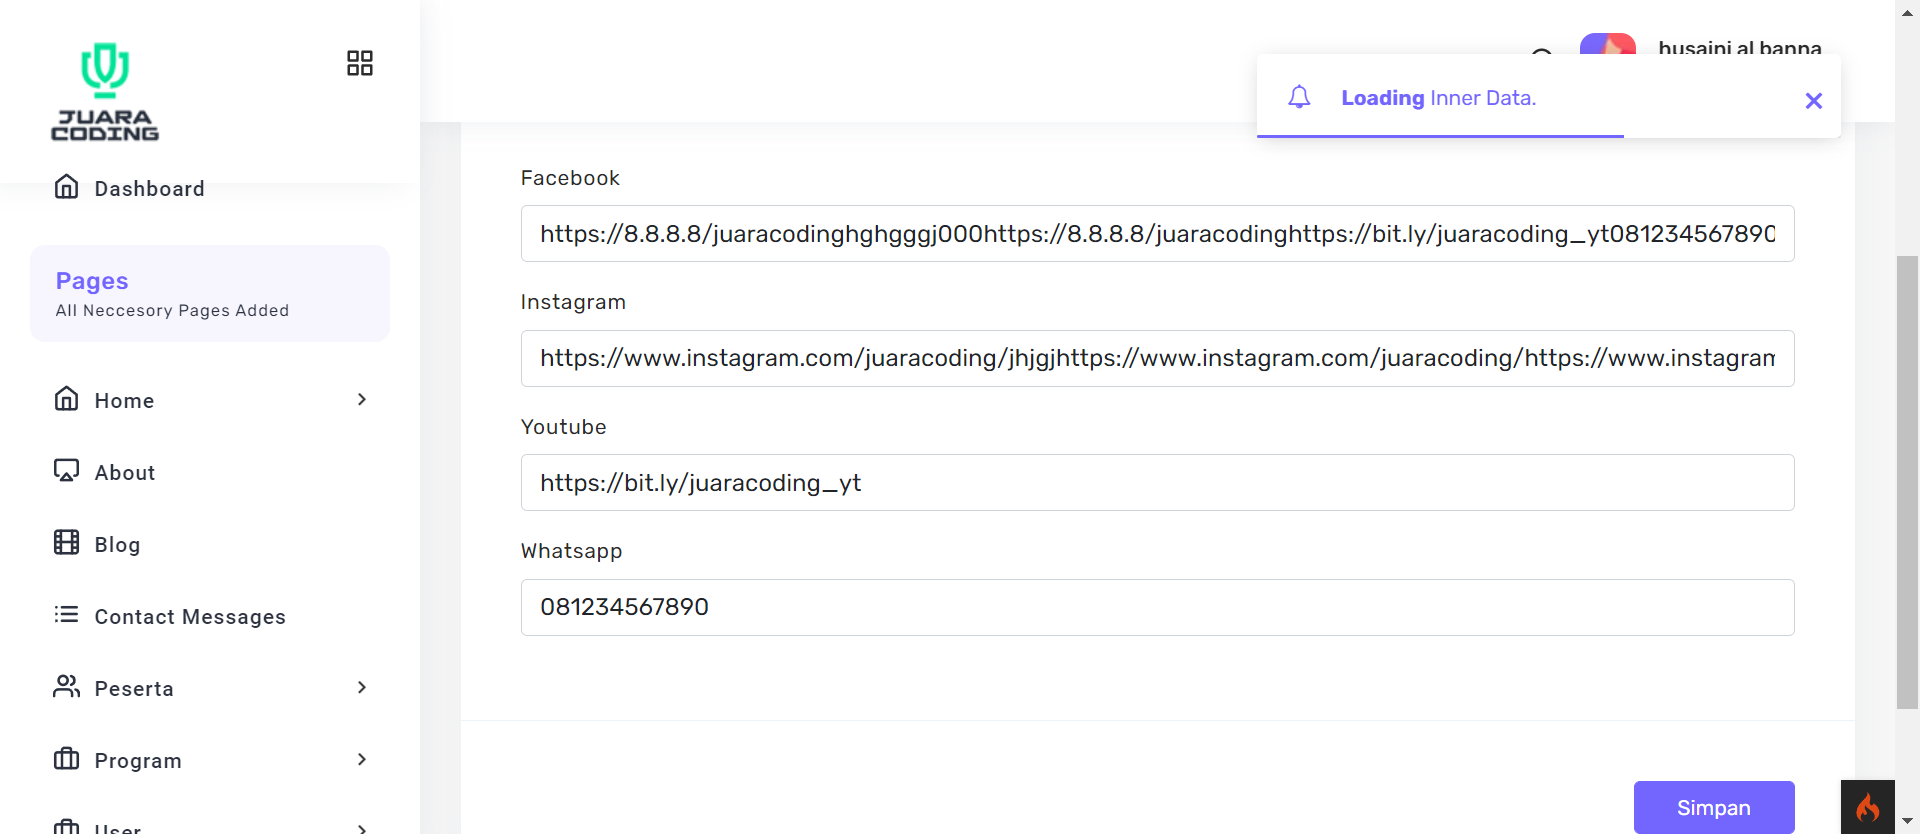 JUARA
CODING
husaini al banna
Loading Inner Data.
Dashboard
Pages
All Neccesory Pages Added
Home
About
Blog
Contact Messages
Peserta
Program
User
Facebook
https://8.8.8.8/juaracodinghghgggj000https://8.8.8.8/juaracodinghttps://bit.ly/juaracoding_yt081234567890
Instagram
https://www.instagram.com/juaracoding/jhjgjhttps://www.instagram.com/juaracoding/https://www.instagram
Youtube
https://bit.ly/juaracoding_yt
Whatsapp
081234567890
Simpan